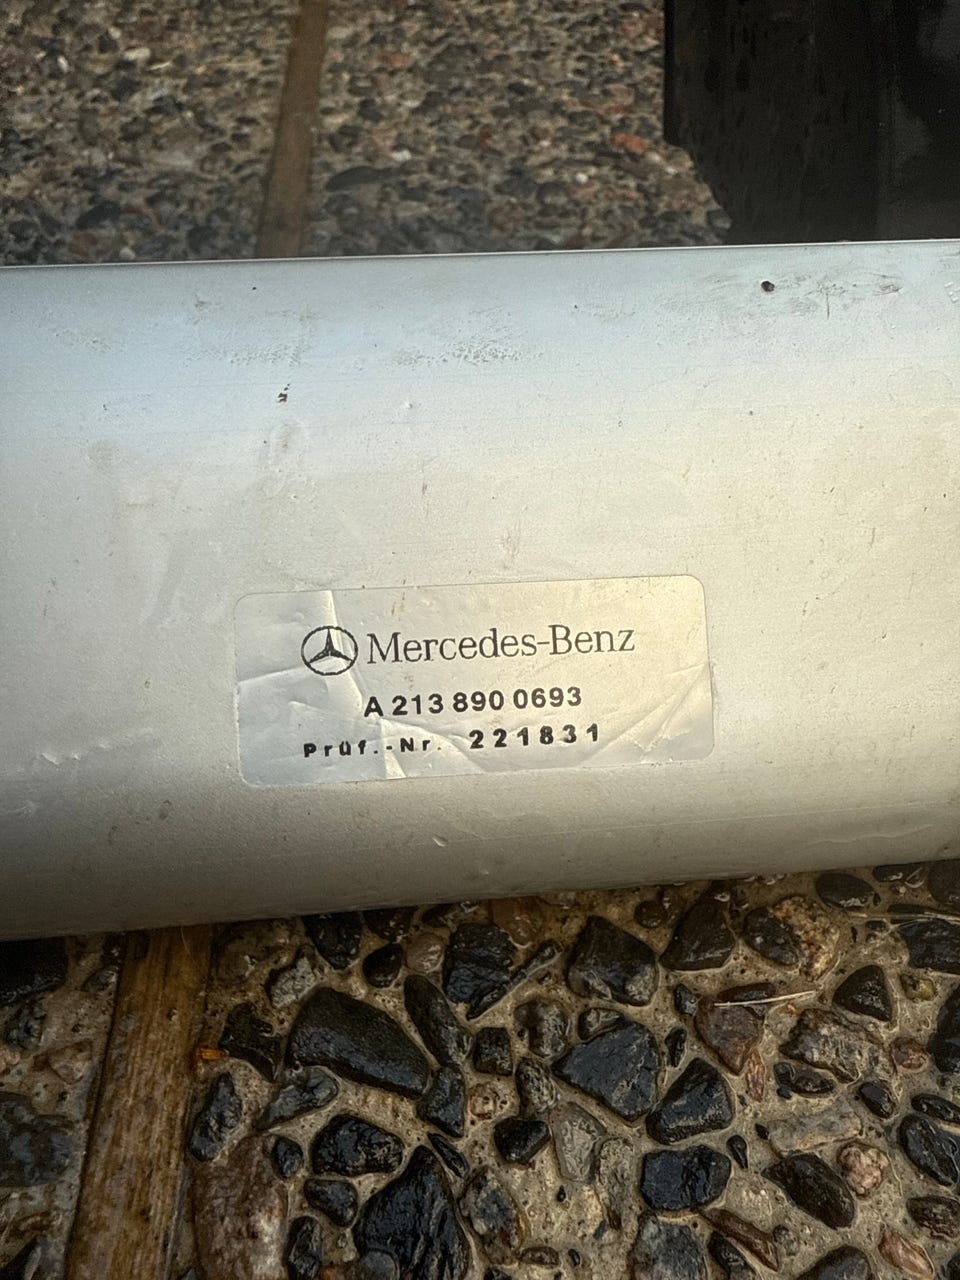 Mercedes-Benz
A 213 890 0693
Prüf.-Nr. 221831